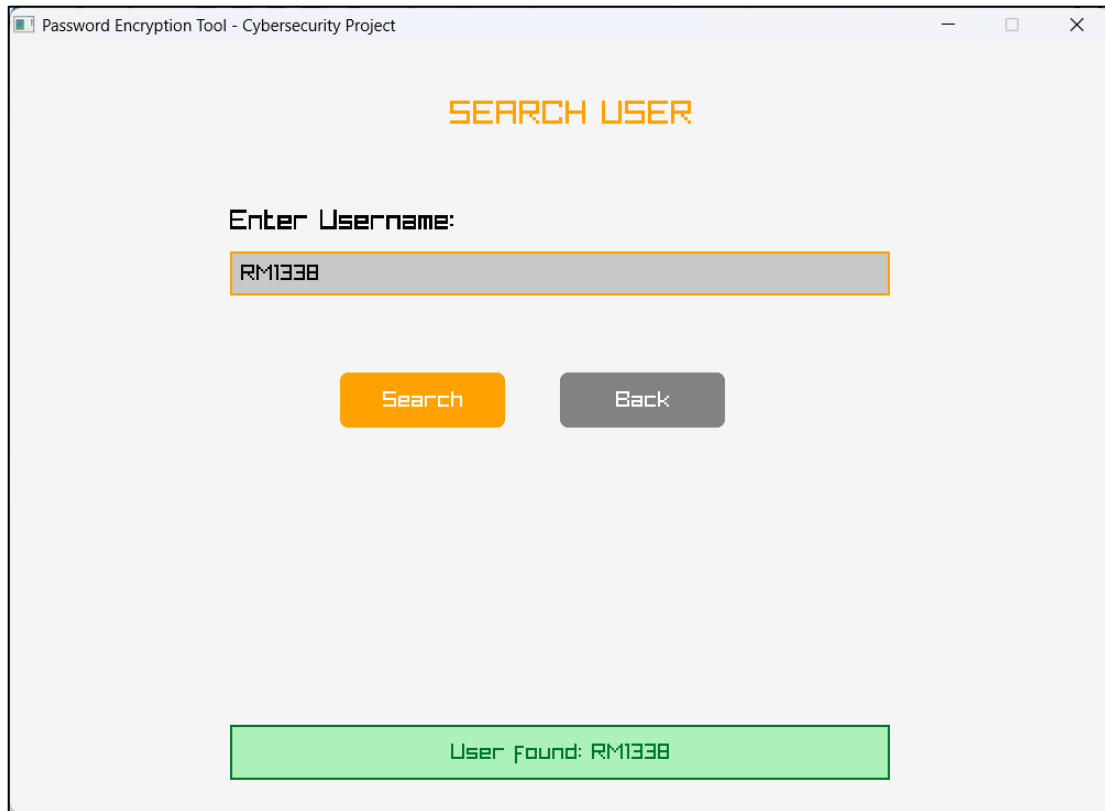 Password Encryption Tool - Cybersecurity Project
SEARCH USER
Enter Username:
RM1338
Search Back
User found: RM1338